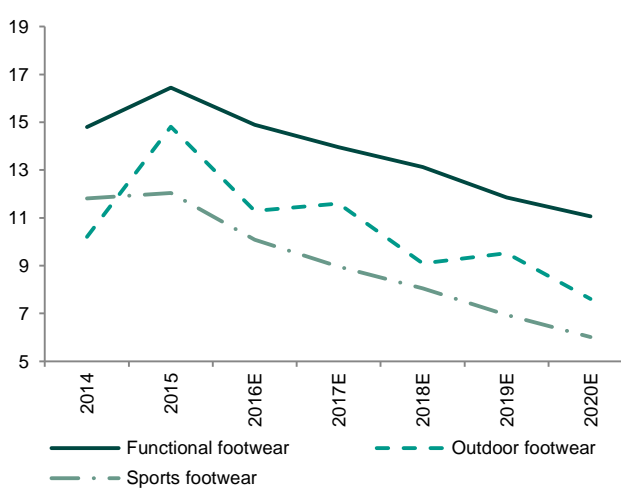 19
17
15
13
11
9
7
5
2014
2015
2016E
2017E
2018E
2019E
2020E
Functional footwear
Outdoor footwear
Sports footwear